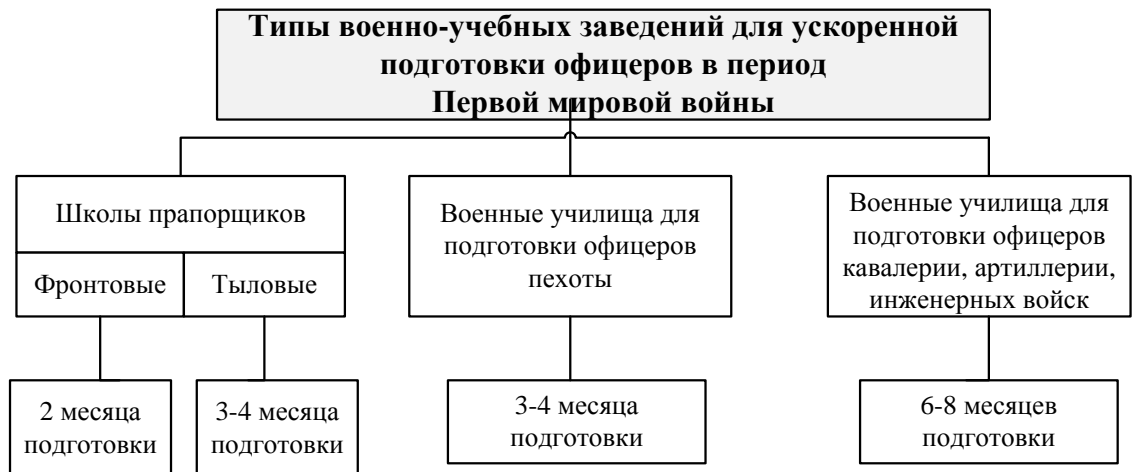 Типы военно-учебных заведений для ускоренной
подготовки офицеров в период
Первой мировой войны
Школы прапорщиков
Фронтовые
Тыловые
Военные училища для
подготовки офицеров
пехоты
Военные училища для
подготовки офицеров
кавалерии, артиллерии,
инженерных войск
2 месяца
подготовки
3-4 месяца
подготовки
3-4 месяца
подготовки
6-8 месяцев
подготовки